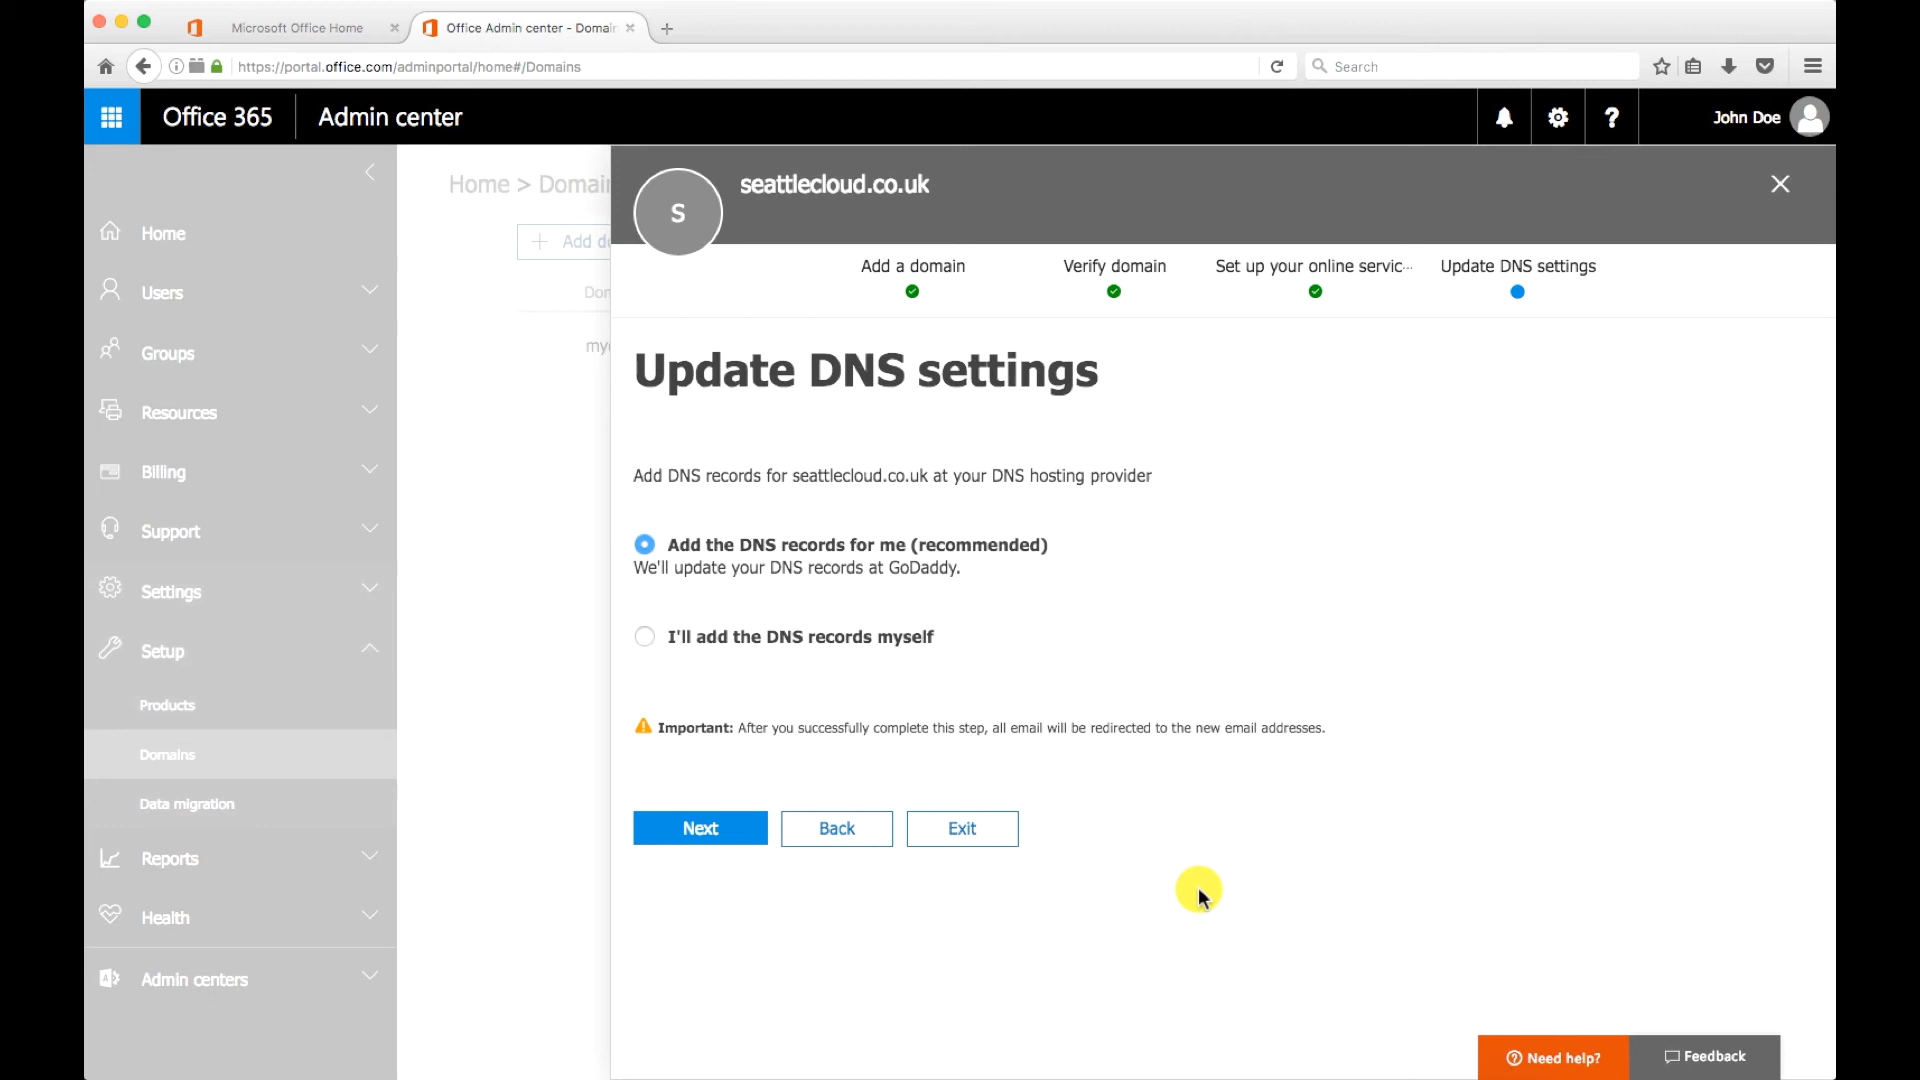 Microsoft Office Home
Office Admin center - Domai
https://portal.office.com/adminportal/home#/Domains
Search
Office 365
Admin center
John Doe
Home > Domai
seattlecloud.co.uk
S
Add a domain
Verify domain
Set up your online servic...
Update DNS settings
Home
Users
Groups
Resources
Billing
Support
Settings
Setup
Products
Domains
Data migration
Reports
Health
Admin centers
Add d
Do
my
Update DNS settings
Add DNS records for seattlecloud.co.uk at your DNS hosting provider
Add the DNS records for me (recommended)
We'll update your DNS records at GoDaddy.
I'll add the DNS records myself
Important: After you successfully complete this step, all email will be redirected to the new email addresses.
Next
Back
Exit
Need help?
Feedback